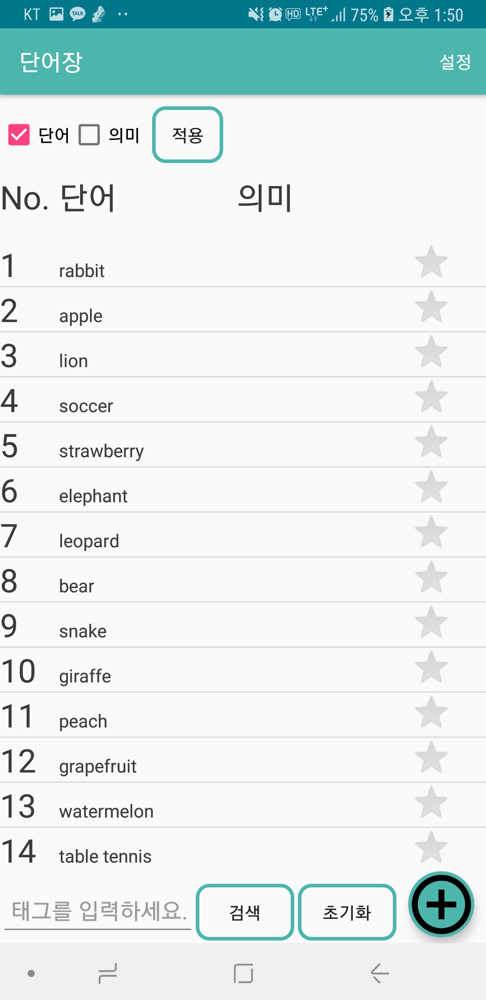 KT TALK HD LTE+ 75% 오후 1:50
단어장 설정
단어 의미 적용
No. 단어 의미
1 rabbit
2 apple
3 lion
4 soccer
5 strawberry
6 elephant
7 leopard
8 bear
9 snake
10 giraffe
11 peach
12 grapefruit
13 watermelon
14 table tennis
태그를 입력하세요. 검색 초기화